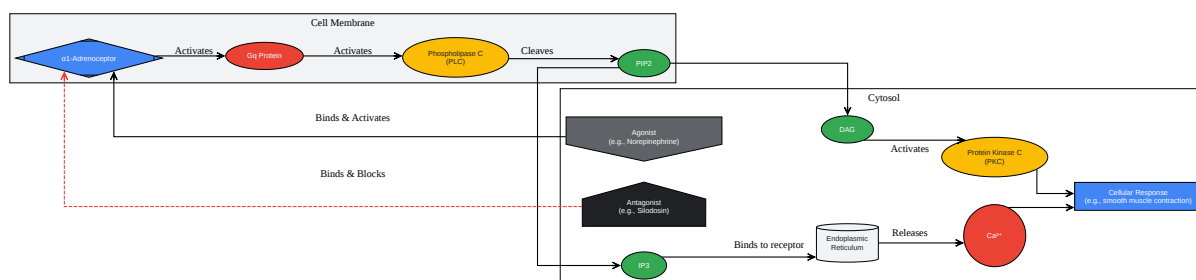 Cell Membrane
α1-Adrenoceptor
Activates
Gq Protein
Activates
Phospholipase C
(PLC)
Cleaves
PIP2
Cytosol
Binds & Activates
Agonist
(e.g., Norepinephrine)
DAG
Activates
Protein Kinase C
(PKC)
Binds & Blocks
Antagonist
(e.g., Silodosin)
Cellular Response
(e.g., smooth muscle contraction)
IP3
Binds to receptor
Endoplasmic
Reticulum
Releases
Ca²⁺